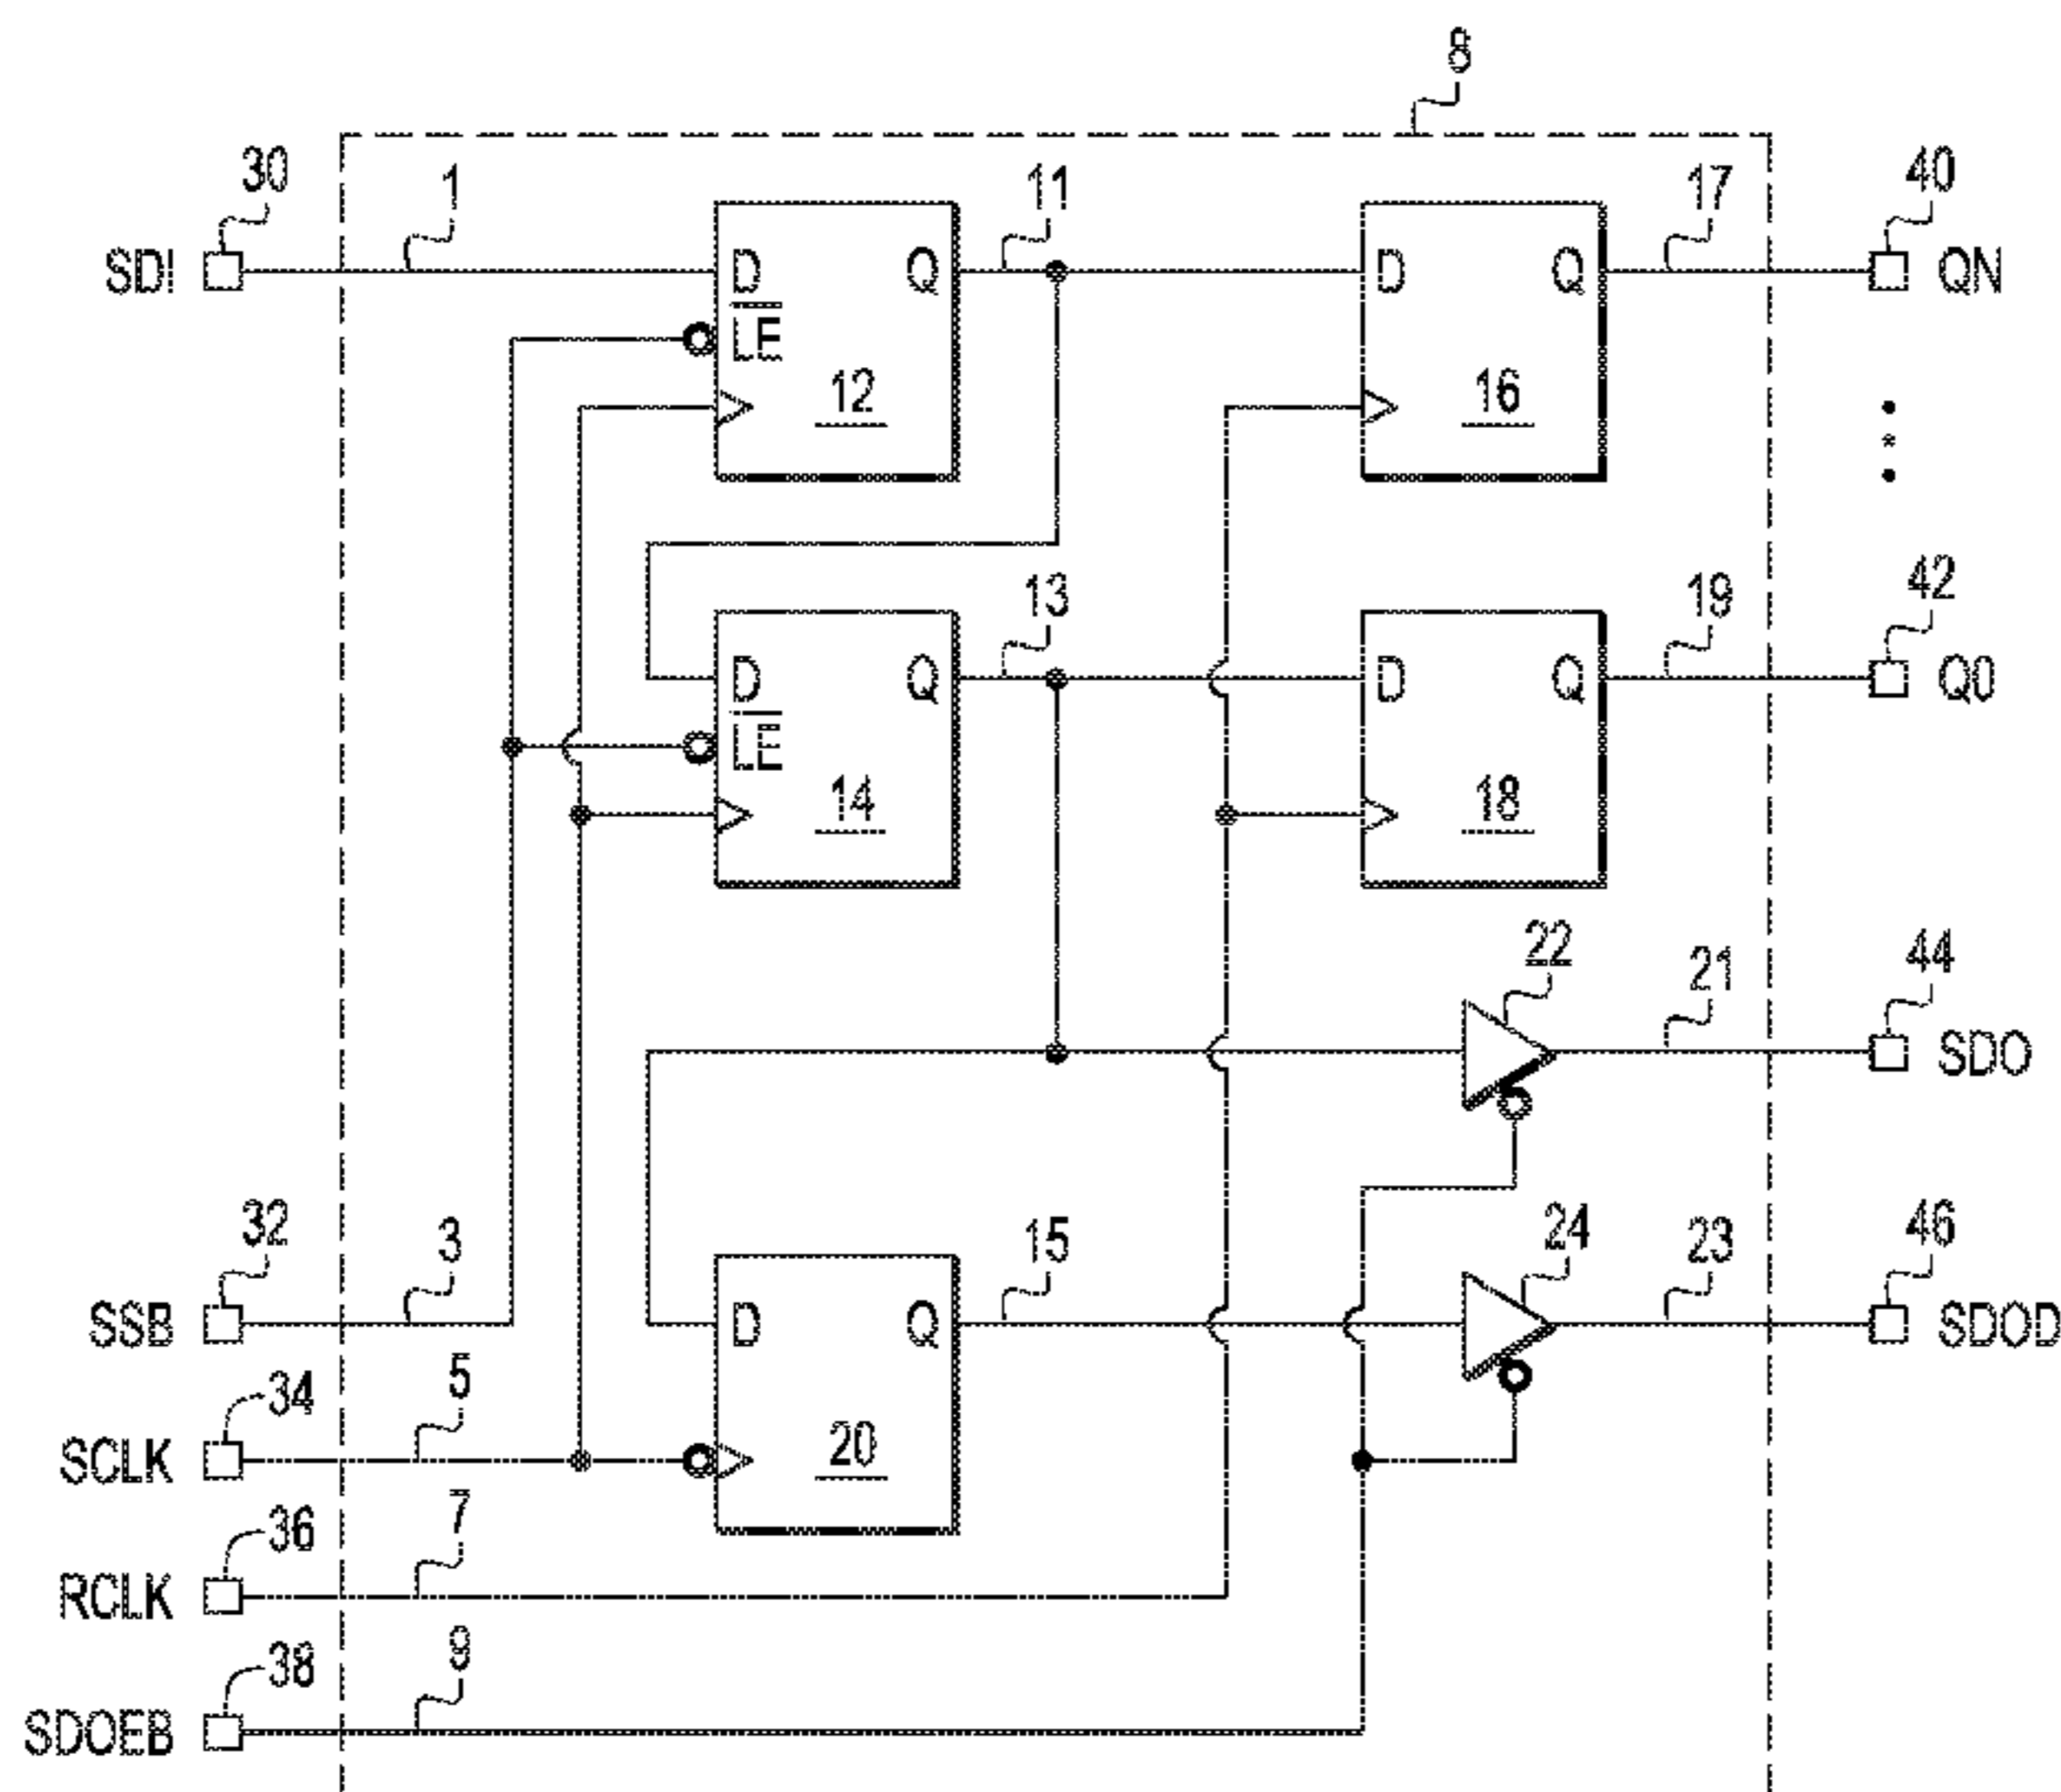 8
30 1 11 17 40
SDI D Q D Q QN
LE
12 16
13 19 42
D Q D Q Q0
LE
14 18
22 21 44
SDO
32 3 15 24 23 46
SSB D Q SDOD
34 5
SCLK 20
36 7
RCLK
38 9
SDOEB